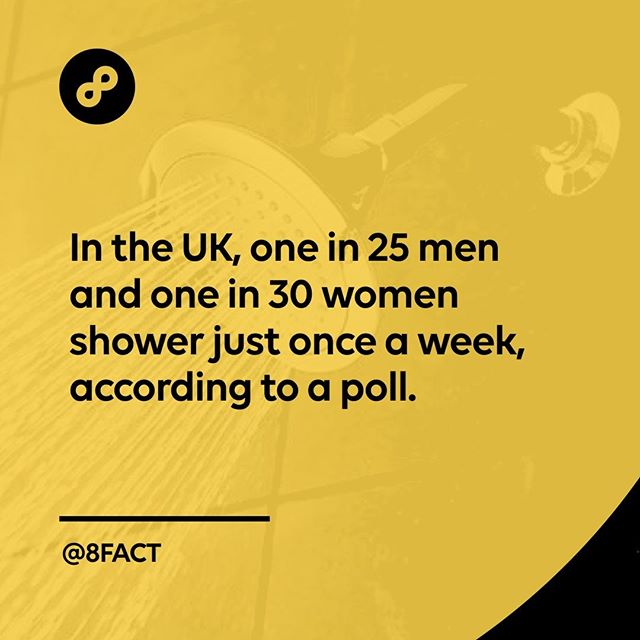 In the UK, one in 25 men
and one in 30 women
shower just once a week,
according to a poll.
@8FACT